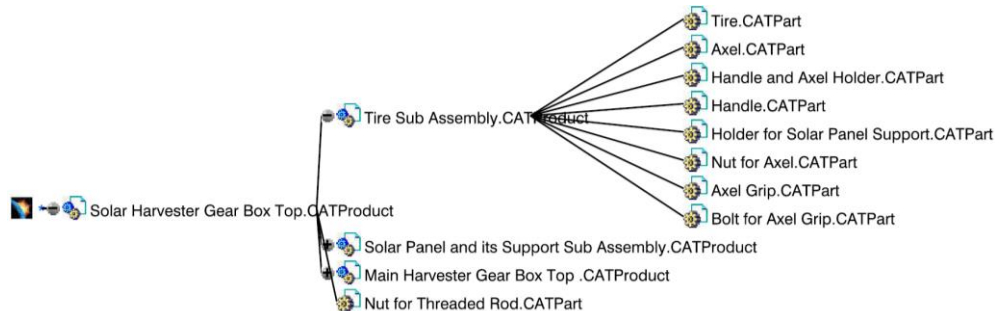 Tire.CATPart
Axel.CATPart
Handle and Axel Holder.CATPart
Handle.CATPart
Tire Sub Assembly.CATProduct
Holder for Solar Panel Support.CATPart
Nut for Axel.CATPart
Axel Grip.CATPart
Solar Harvester Gear Box Top.CATProduct
Bolt for Axel Grip.CATPart
Solar Panel and its Support Sub Assembly.CATProduct
Main Harvester Gear Box Top .CATProduct
Nut for Threaded Rod.CATPart